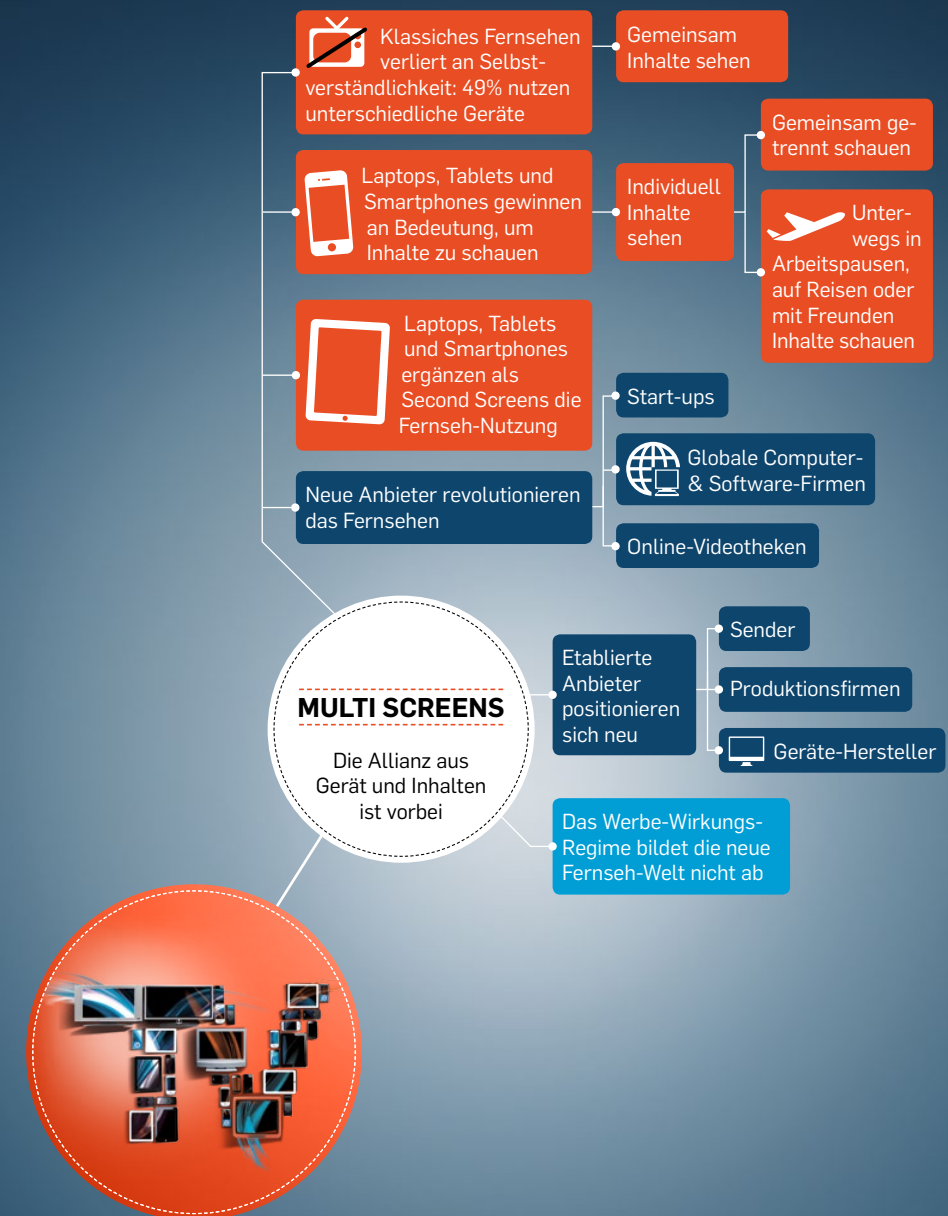 Klassiches Fernsehen
verliert an Selbst-
verständlichkeit: 49% nutzen
unterschiedliche Geräte
Gemeinsam
Inhalte sehen
Laptops, Tablets und
Smartphones gewinnen
an Bedeutung, um
Inhalte zu schauen
Individuell
Inhalte
sehen
Gemeinsam ge-
trennt schauen
Unter-
wegs in
Arbeitspausen,
auf Reisen oder
mit Freunden
Inhalte schauen
Laptops, Tablets
und Smartphones
ergänzen als
Second Screens die
Fernseh-Nutzung
Neue Anbieter revolutionieren
das Fernsehen
Start-ups
Globale Computer-
& Software-Firmen
Online-Videotheken
MULTI SCREENS
Die Allianz aus
Gerät und Inhalten
ist vorbei
Etablierte
Anbieter
positionieren
sich neu
Sender
Produktionsfirmen
Geräte-Hersteller
Das Werbe-Wirkungs-
Regime bildet die neue
Fernseh-Welt nicht ab